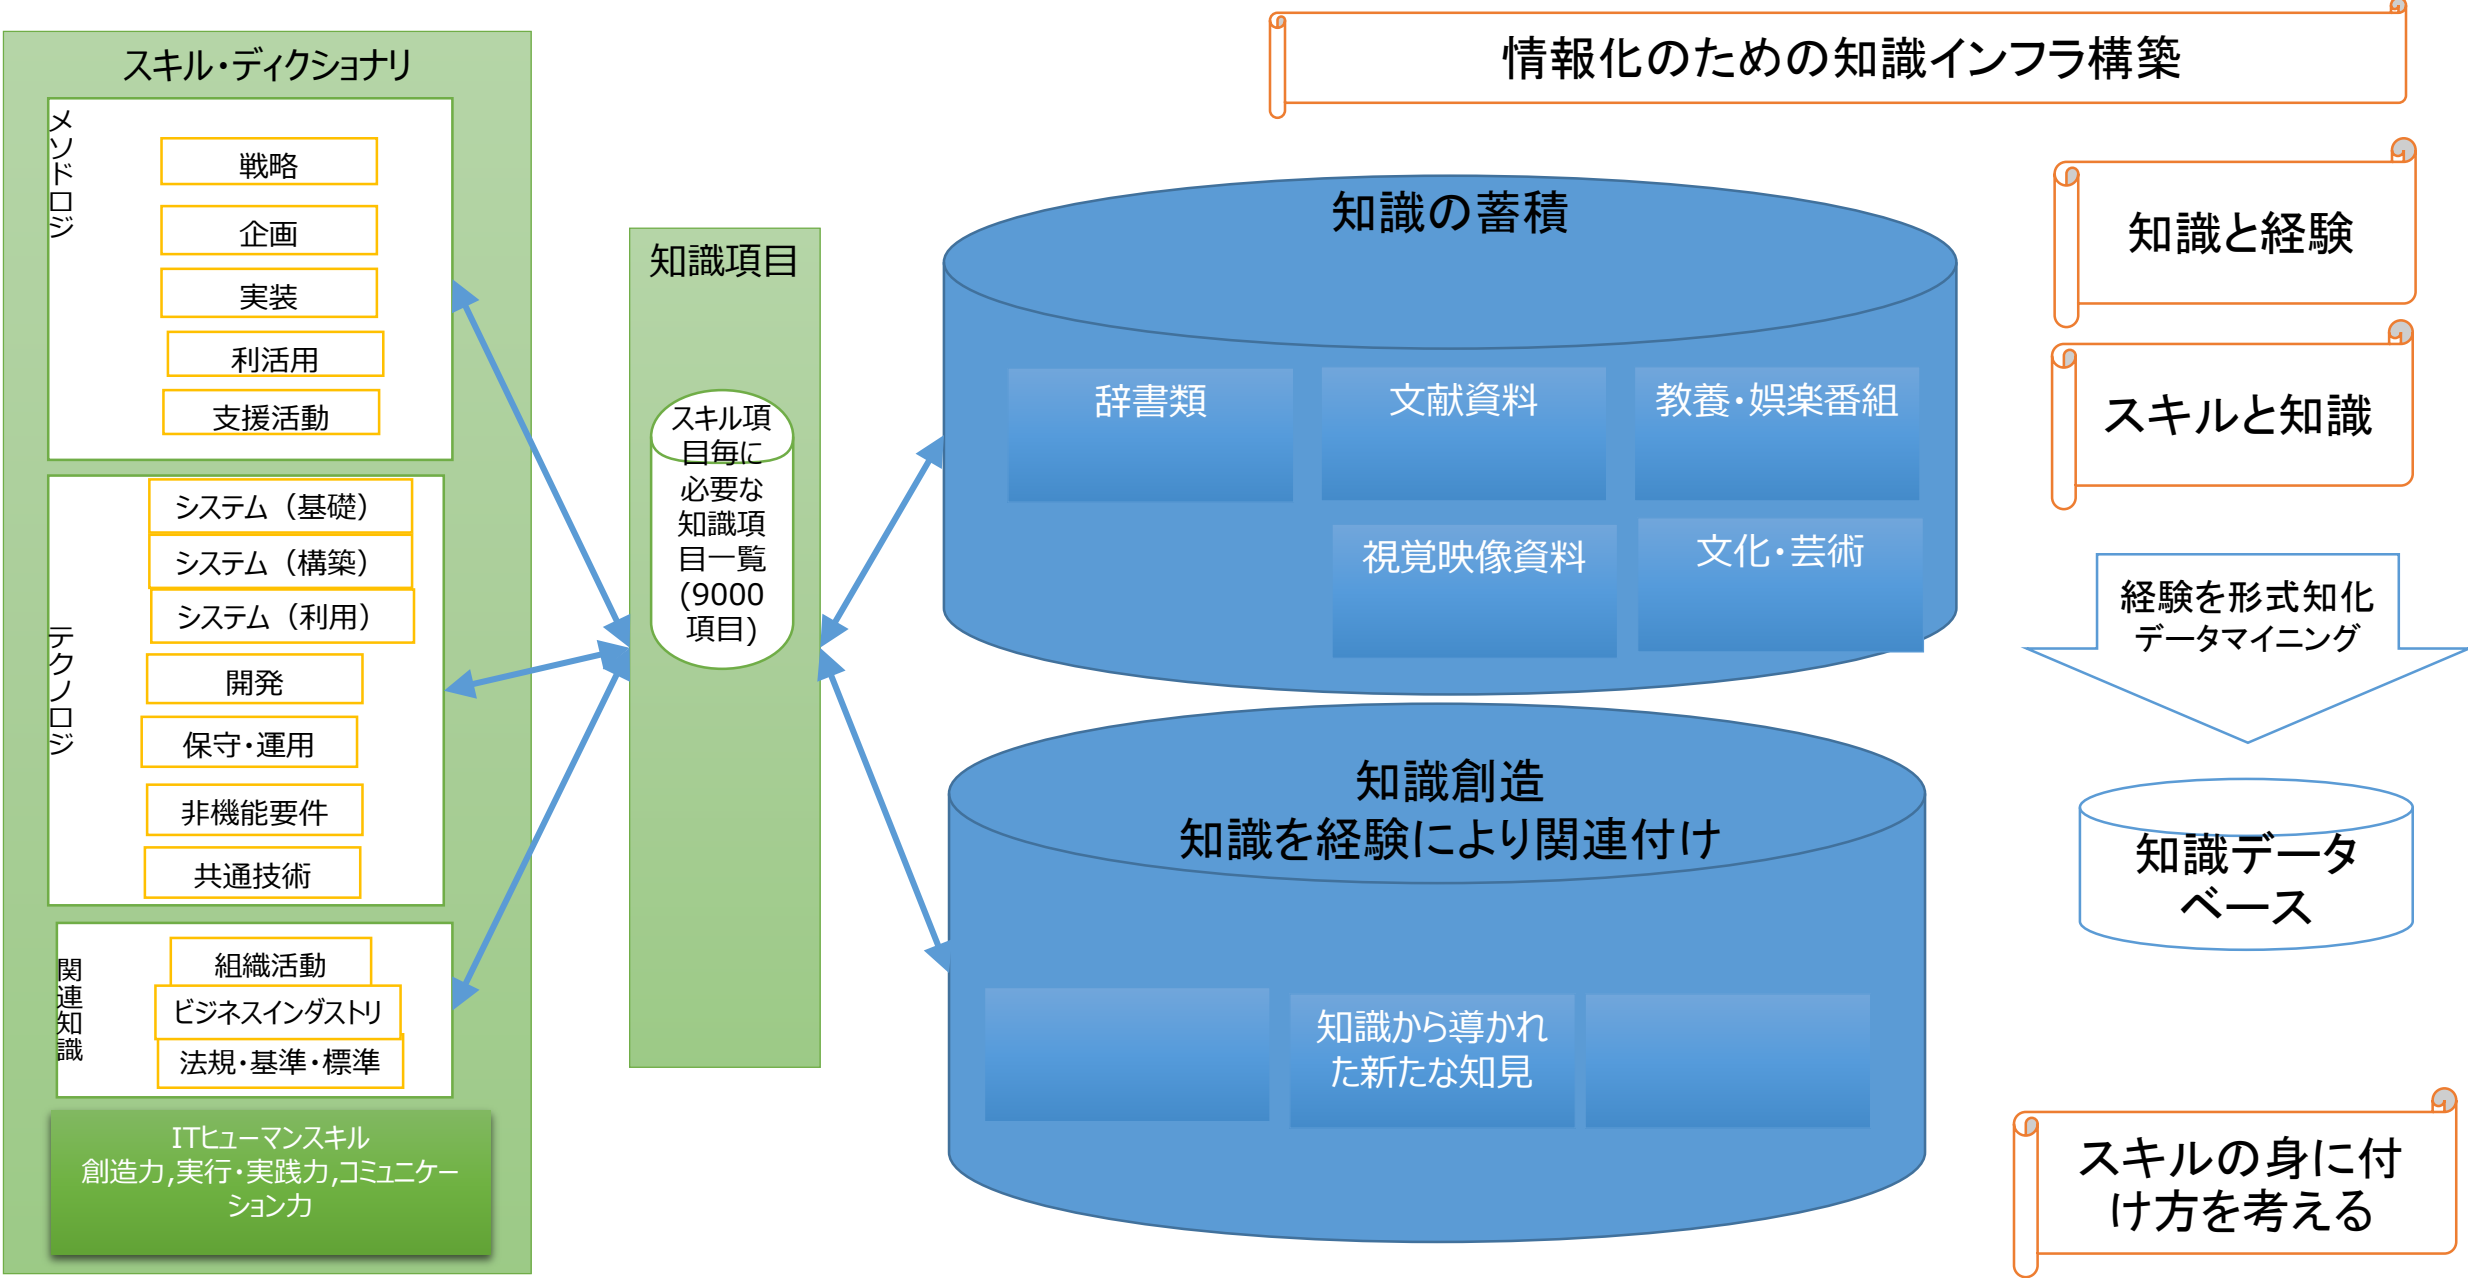 情報化のための知識インフラ構築
スキル・ディクショナリ
メソドロジ
戦略
企画
実装
利活用
支援活動
テクノロジ
システム（基礎）
システム（構築）
システム（利用）
開発
保守・運用
非機能要件
共通技術
関連知識
組織活動
ビジネスインダストリ
法規・基準・標準
ITヒューマンスキル
創造力,実行・実践力,コミュニケー
ション力
知識項目
スキル項
目毎に
必要な
知識項
目一覧
(9000
項目)
知識の蓄積
辞書類
文献資料
教養・娯楽番組
視覚映像資料
文化・芸術
知識創造
知識を経験により関連付け
知識から導かれ
た新たな知見
知識と経験
スキルと知識
経験を形式知化
データマイニング
知識データ
ベース
スキルの身に付
け方を考える